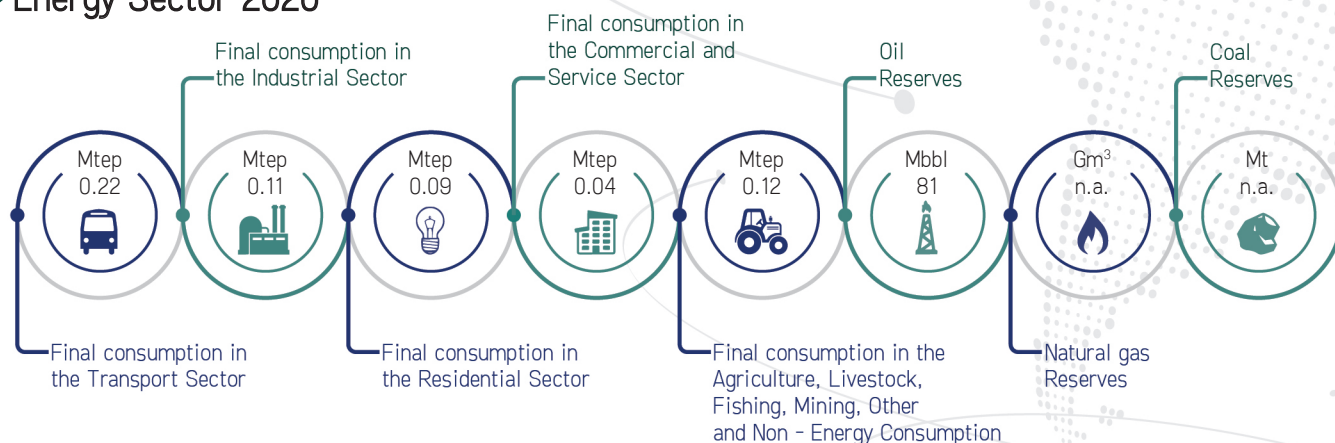 Energy Sector 2020
Final consumption in
the Industrial Sector
Final consumption in
the Commercial and
Service Sector
Oil
Reserves
Coal
Reserves
Mtep
0.22
Mtep
0.11
Mtep
0.09
Mtep
0.04
Mtep
0.12
Mbbl
81
Gm³
n.a.
Mt
n.a.
Final consumption in
the Transport Sector
Final consumption in
the Residential Sector
Final consumption in the
Agriculture, Livestock,
Fishing, Mining, Other
and Non - Energy Consumption
Natural gas
Reserves